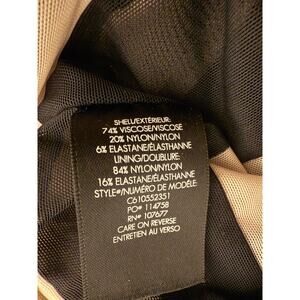 SHELL/EXTÉRIEUR:
74% VISCOSE/VISCOSE
20% NYLON/NYLON
6% ELASTANE/ÉLASTHANNE
LINING/DOUBLURE:
84% NYLON/NYLON
16% ELASTANE/ÉLASTHANNE
STYLE#/NUMÉRO DE MODÈLE:
C610552351
PO# 114758
RN# 107677
CARE ON REVERSE
ENTRETIEN AU VERSO